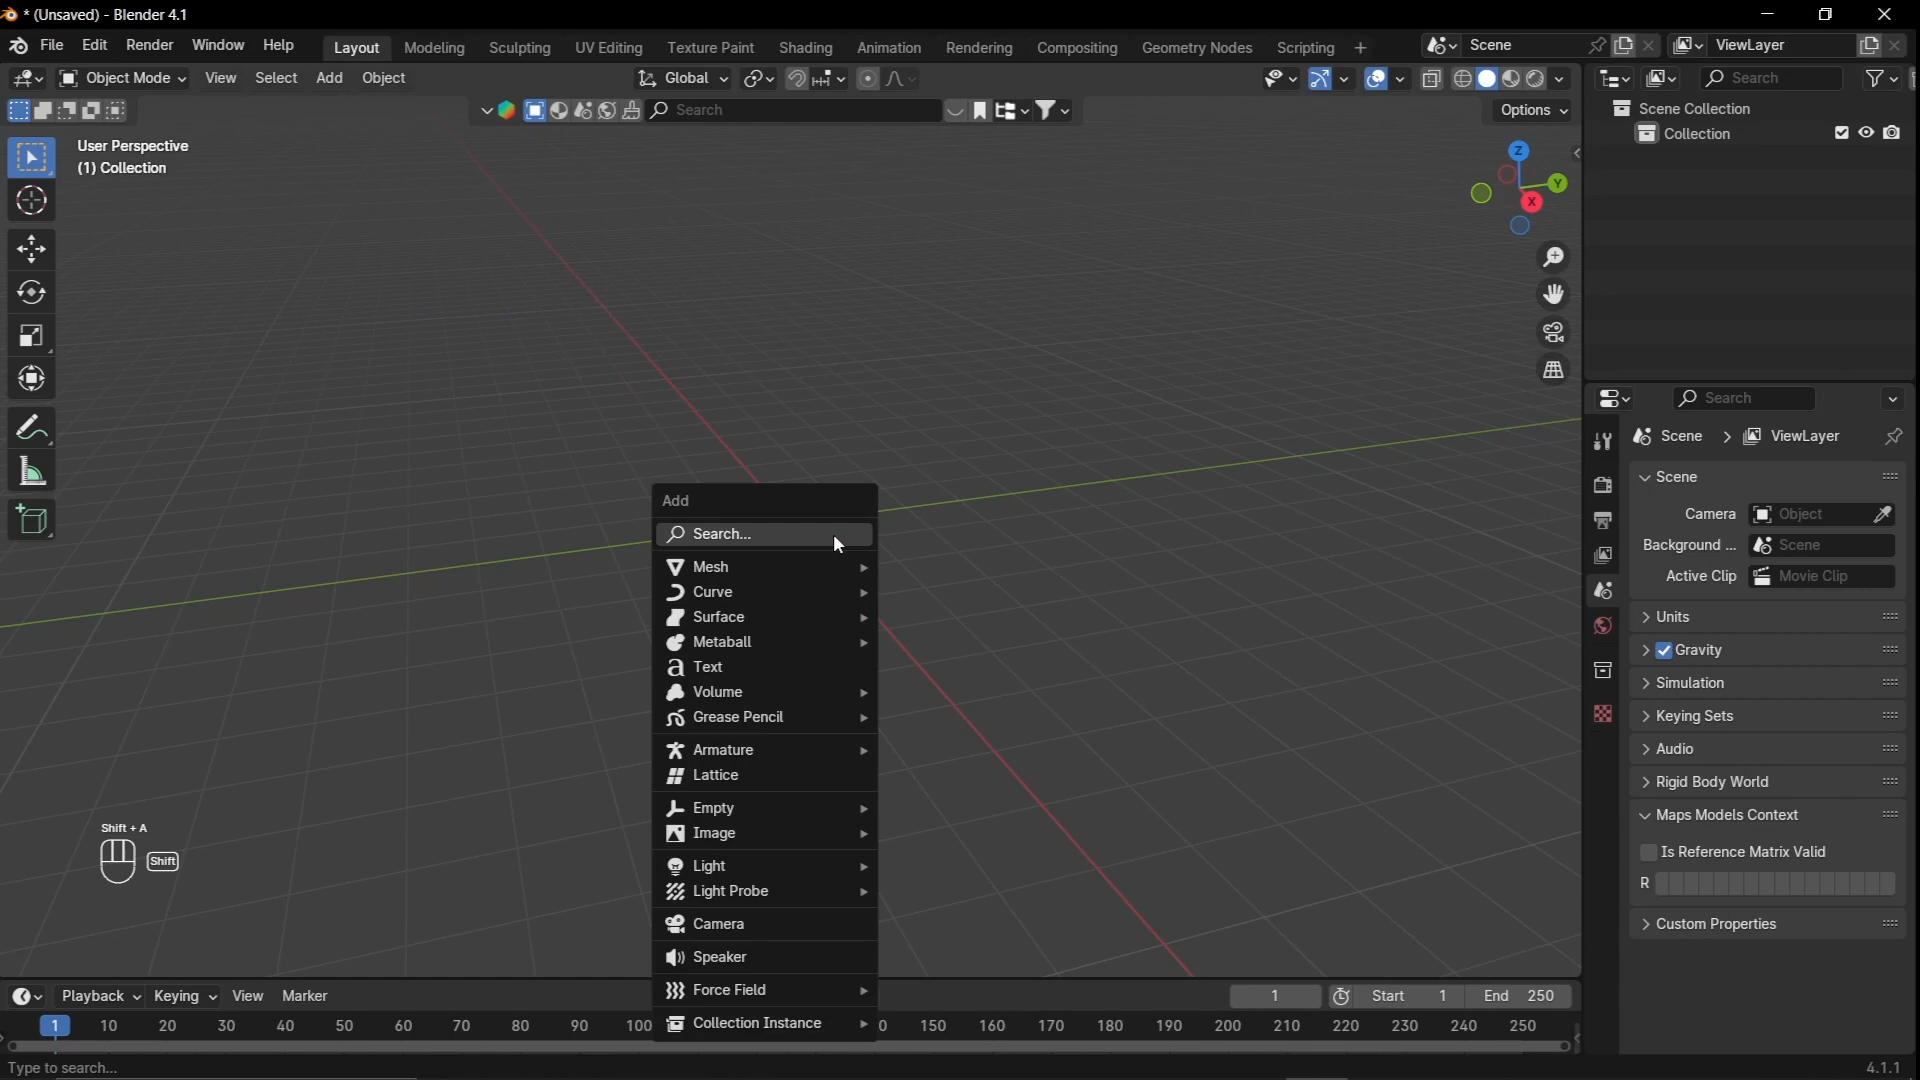 * (Unsaved) - Blender 4.1
File Edit Render Window Help Layout Modeling Sculpting UV Editing Texture Paint Shading Animation Rendering Compositing Geometry Nodes Scripting + Scene ViewLayer
Object Mode View Select Add Object Global Search
Search Options Scene Collection
Collection
User Perspective
(1) Collection
Z
Y
X
Search
Scene ViewLayer
Scene
Camera Object
Background ... Scene
Active Clip Movie Clip
Units
Gravity
Simulation
Keying Sets
Audio
Rigid Body World
Maps Models Context
Is Reference Matrix Valid
R
Custom Properties
Add
Search...
Mesh
Curve
Surface
Metaball
Text
Volume
Grease Pencil
Armature
Lattice
Empty
Image
Light
Light Probe
Camera
Speaker
Force Field
Collection Instance
Shift + A
Shift
Playback Keying View Marker 1 Start 1 End 250
1 10 20 30 40 50 60 70 80 90 100 0 150 160 170 180 190 200 210 220 230 240 250
Type to search... 4.1.1